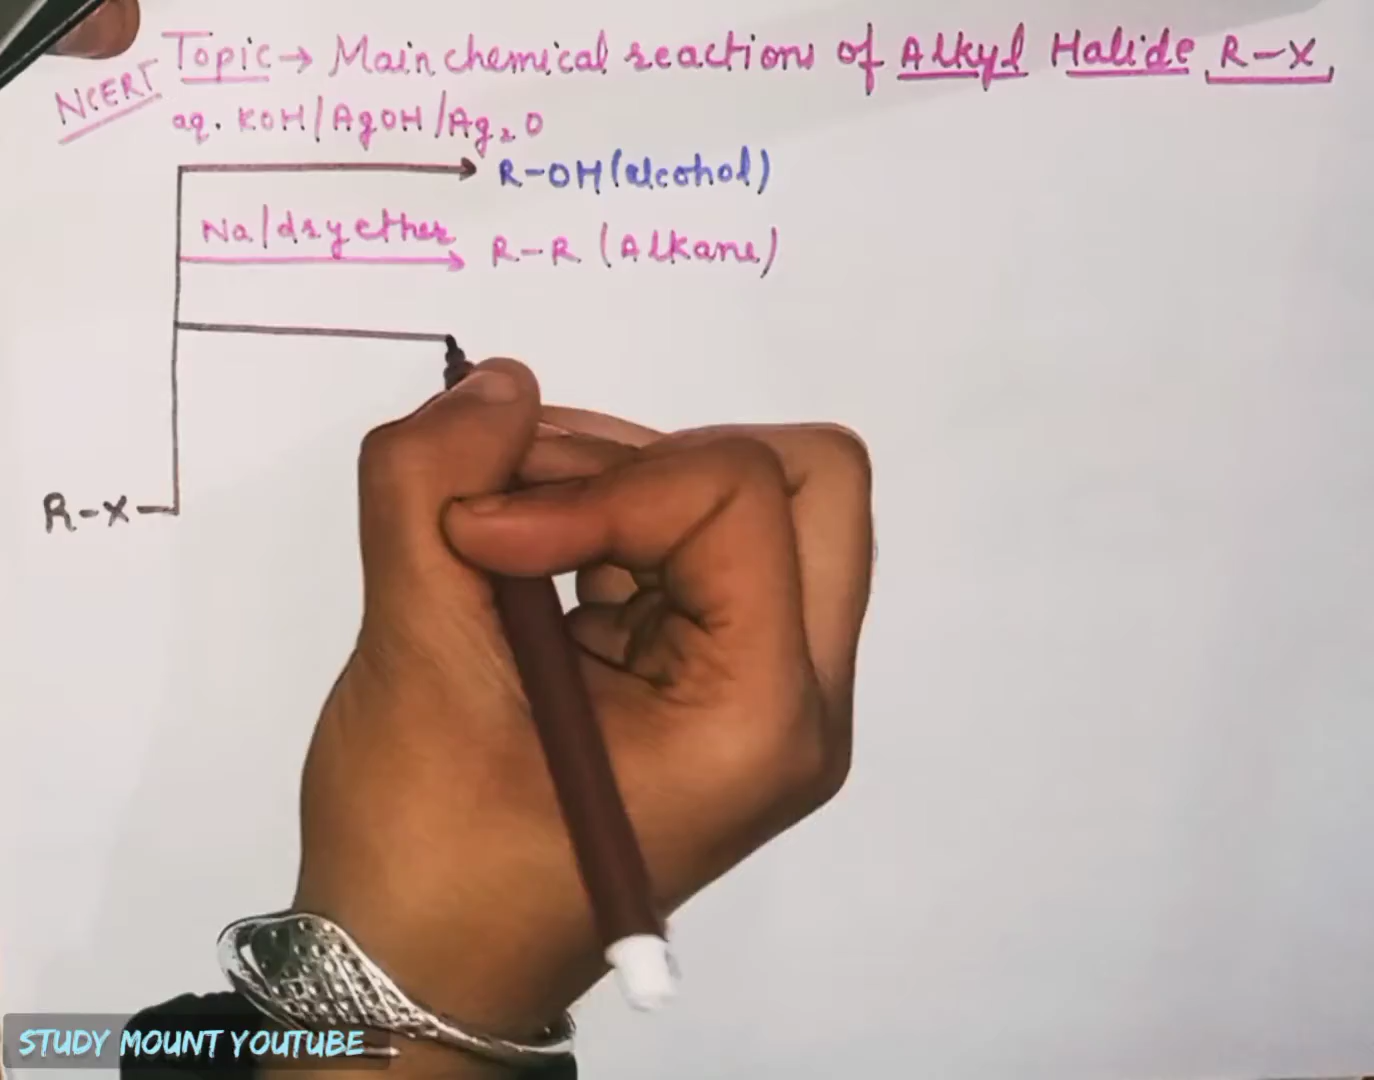 Topic → Main chemical reactions of Alkyl Halide R-X
NCERT
aq. KOH/AgOH/Ag₂O
R-OH (alcohol)
Na/dry ether
R-R (Alkane)
R-X
STUDY MOUNT YOUTUBE